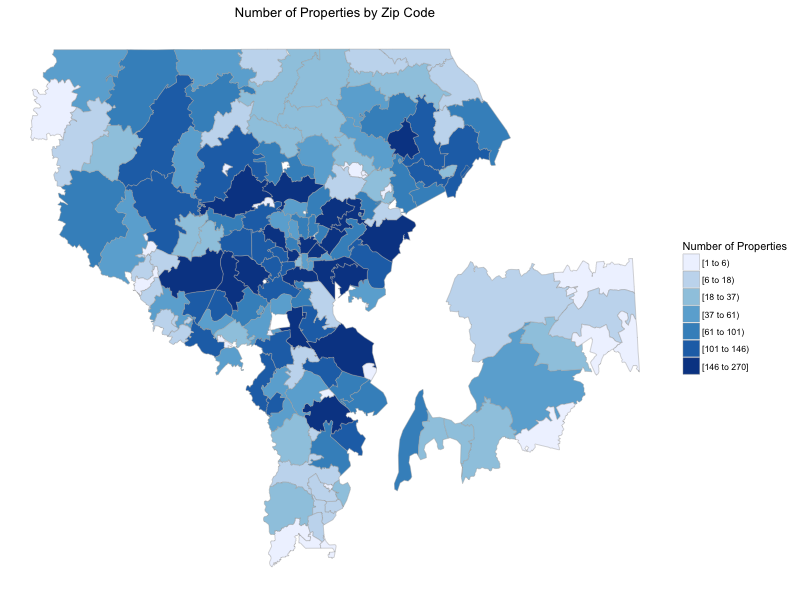 Number of Properties by Zip Code
Number of Properties
[1 to 6)
[6 to 18)
[18 to 37)
[37 to 61)
[61 to 101)
[101 to 146)
[146 to 270]